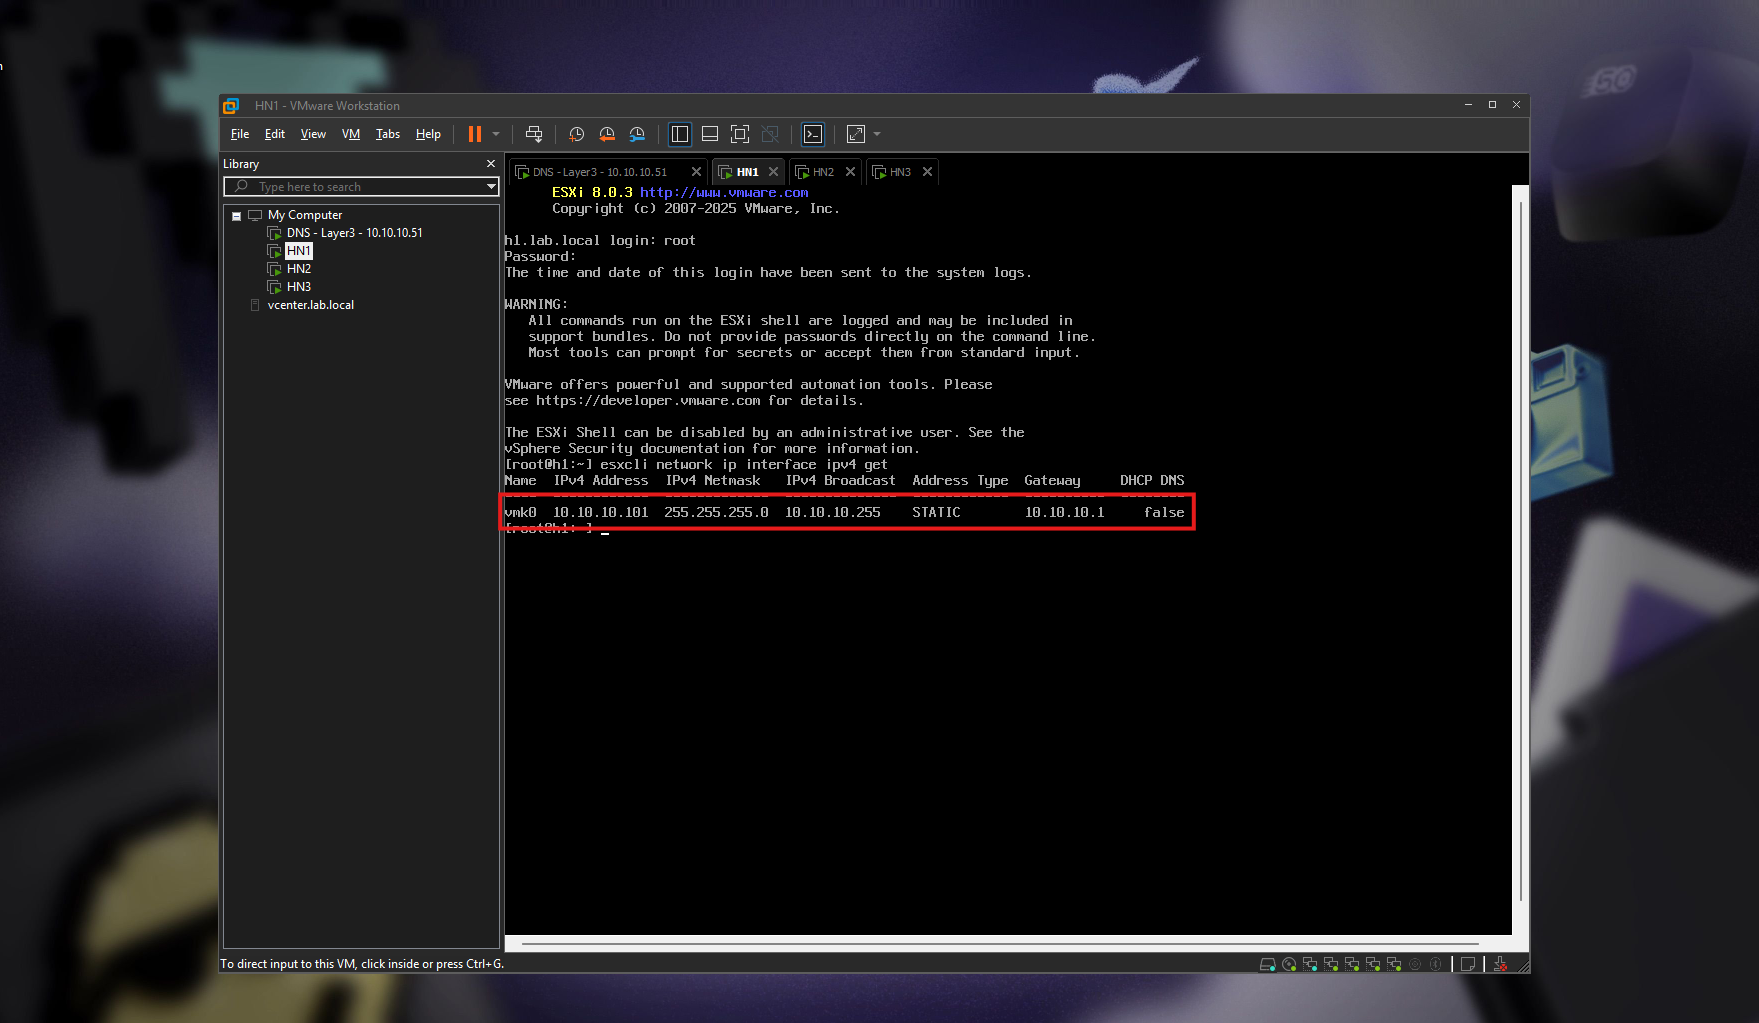 n
HN1 - VMware Workstation
File Edit View VM Tabs Help
Library
Type here to search
My Computer
DNS - Layer3 - 10.10.10.51
HN1
HN2
HN3
vcenter.lab.local
DNS - Layer3 - 10.10.10.51 HN1 HN2 HN3
ESXi 8.0.3 http://www.vmware.com
Copyright (c) 2007-2025 VMware, Inc.
h1.lab.local login: root
Password:
The time and date of this login have been sent to the system logs.
WARNING:
All commands run on the ESXi shell are logged and may be included in
support bundles. Do not provide passwords directly on the command line.
Most tools can prompt for secrets or accept them from standard input.
VMware offers powerful and supported automation tools. Please
see https://developer.vmware.com for details.
The ESXi Shell can be disabled by an administrative user. See the
vSphere Security documentation for more information.
[root@h1:~] esxcli network ip interface ipv4 get
Name IPv4 Address IPv4 Netmask IPv4 Broadcast Address Type Gateway DHCP DNS
---- ------------ ------------- -------------- ------------ ---------- --------
vmk0 10.10.10.101 255.255.255.0 10.10.10.255 STATIC 10.10.10.1 false
[root@h1:~]
To direct input to this VM, click inside or press Ctrl+G.
50